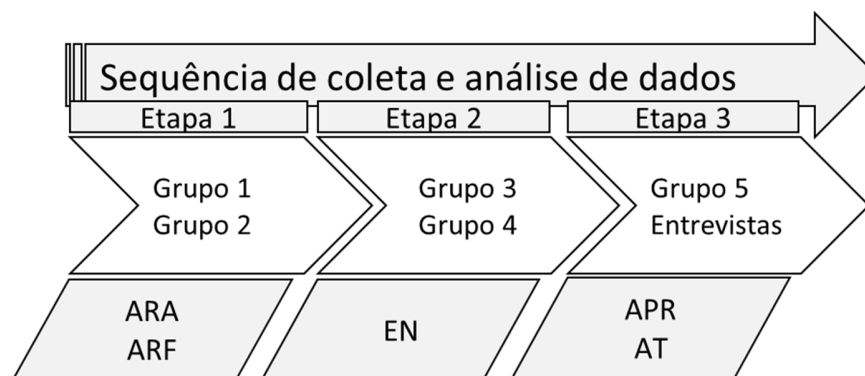 Sequência de coleta e análise de dados
Etapa 1
Etapa 2
Etapa 3
Grupo 1
Grupo 2
Grupo 3
Grupo 4
Grupo 5
Entrevistas
ARA
ARF
EN
APR
AT